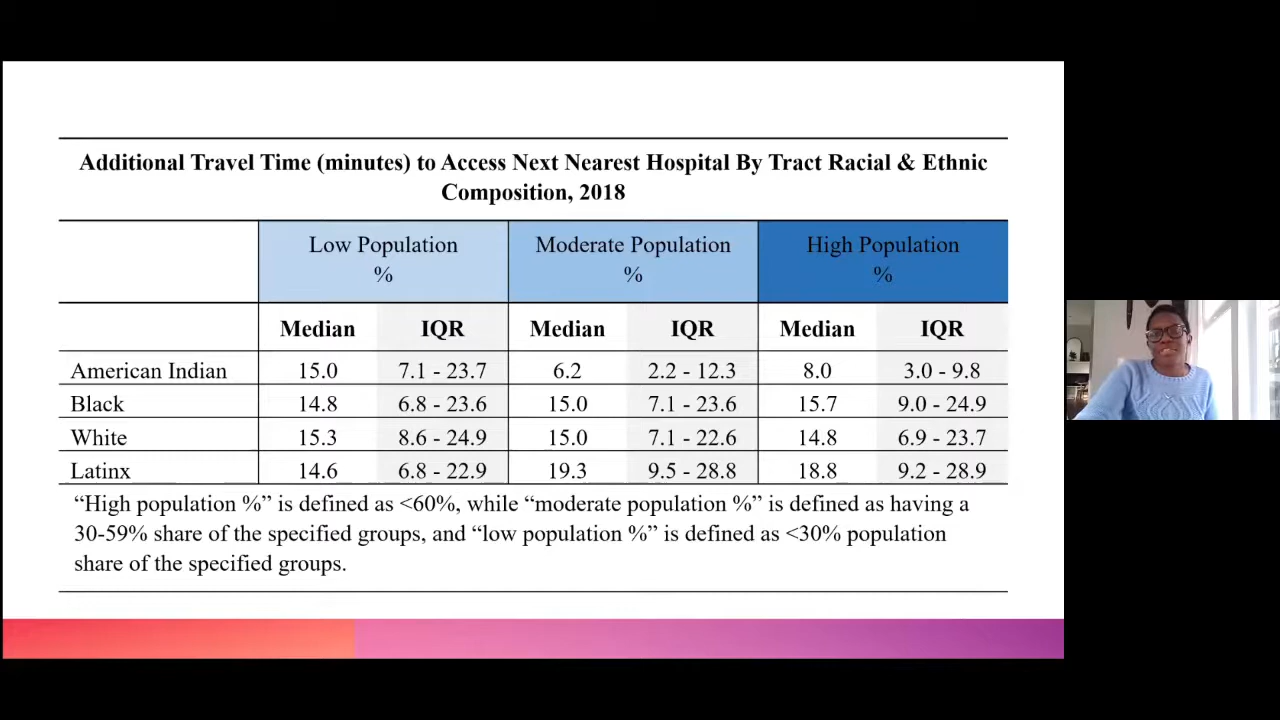 Additional Travel Time (minutes) to Access Next Nearest Hospital By Tract Racial & Ethnic
Composition, 2018
Low Population
%
Moderate Population
%
High Population
%
Median IQR Median IQR Median IQR
American Indian 15.0 7.1 - 23.7 6.2 2.2 - 12.3 8.0 3.0 - 9.8
Black 14.8 6.8 - 23.6 15.0 7.1 - 23.6 15.7 9.0 - 24.9
White 15.3 8.6 - 24.9 15.0 7.1 - 22.6 14.8 6.9 - 23.7
Latinx 14.6 6.8 - 22.9 19.3 9.5 - 28.8 18.8 9.2 - 28.9
“High population %” is defined as <60%, while “moderate population %” is defined as having a
30-59% share of the specified groups, and “low population %” is defined as <30% population
share of the specified groups.